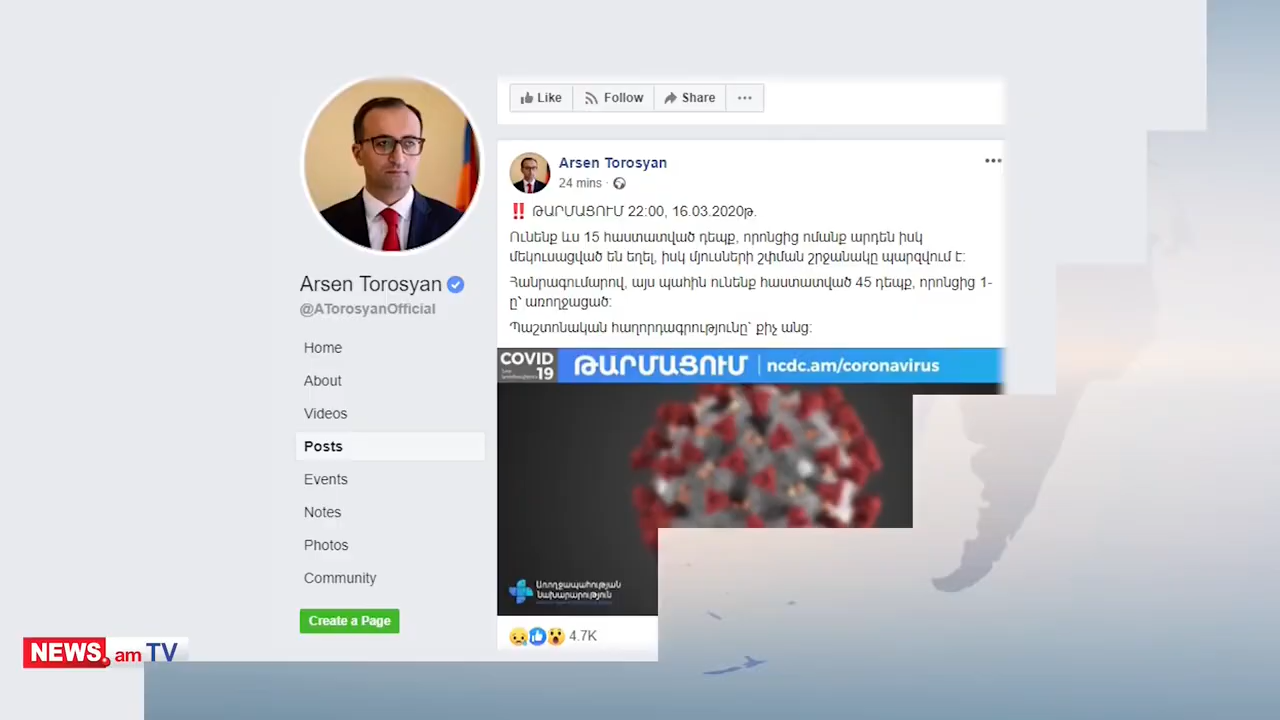 Like
Follow
Share
Arsen Torosyan
24 mins
‼ ԹԱՐՄԱՑՈՒՄ 22:00, 16.03.2020թ.
Ունենք ևս 15 հաստատված դեպք, որոնցից ոմանք արդեն իսկ
մեկուսացված են եղել, իսկ մյուսների շփման շրջանակը պարզվում է:
Հանրագումարով, այս պահին ունենք հաստատված 45 դեպք, որոնցից 1-
ը՝ առողջացած:
Պաշտոնական հաղորդագրությունը` քիչ անց:
COVID
19
ԹԱՐՄԱՑՈՒՄ
ncdc.am/coronavirus
Առողջապահության
Նախարարություն
4.7K
Arsen Torosyan
@ATorosyanOfficial
Home
About
Videos
Posts
Events
Notes
Photos
Community
Create a Page
NEWS.am TV